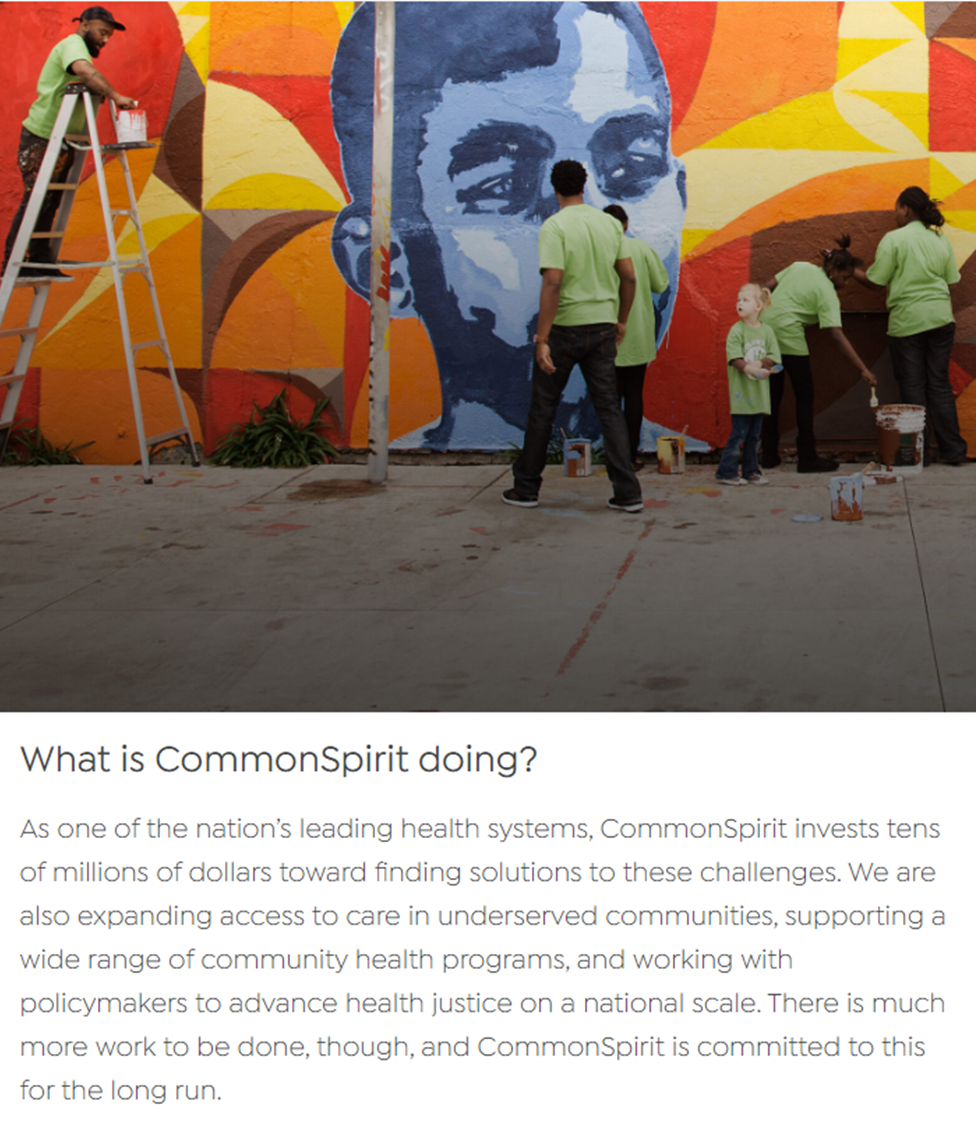 What is CommonSpirit doing?
As one of the nation's leading health systems, CommonSpirit invests tens
of millions of dollars toward finding solutions to these challenges. We are
also expanding access to care in underserved communities, supporting a
wide range of community health programs, and working with
policymakers to advance health justice on a national scale. There is much
more work to be done, though, and CommonSpirit is committed to this
for the long run.